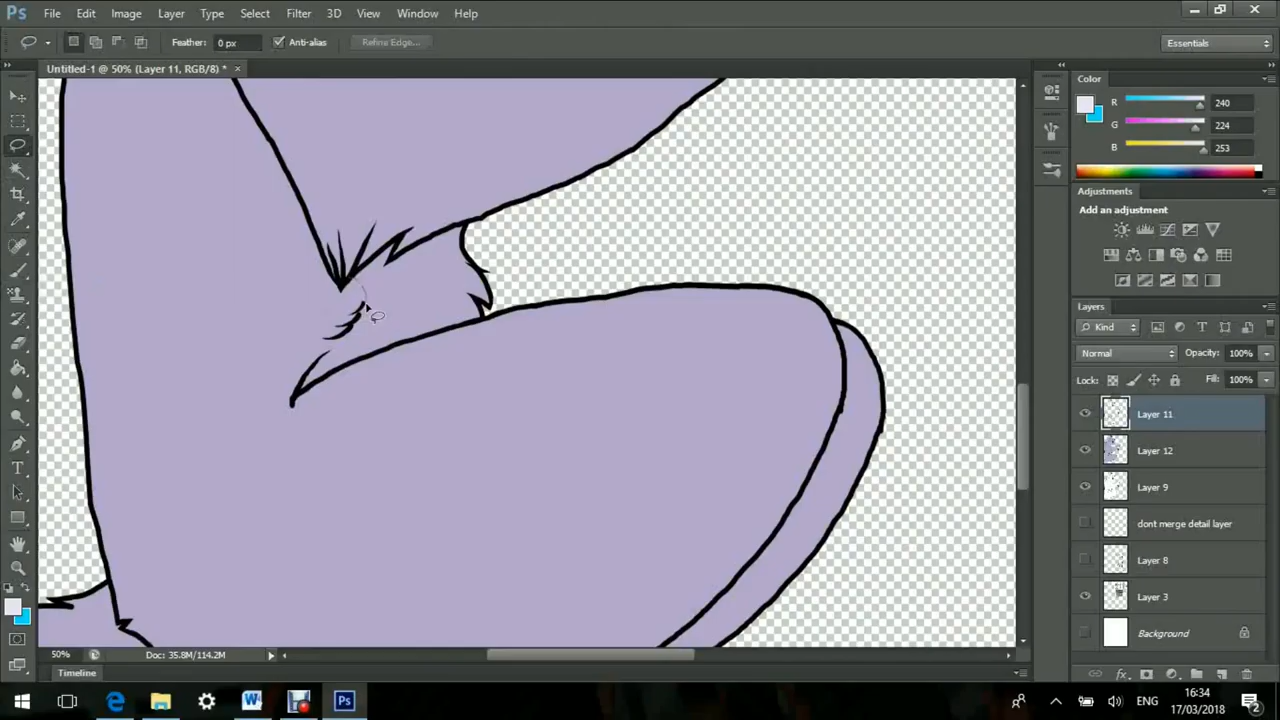 Ps File Edit Image Layer Type Select Filter 3D View Window Help
Feather: 0 px Anti-alias Refine Edge... Essentials
Untitled-1 @ 50% (Layer 11, RGB/8) * ×
Color
R 240
G 224
B 253
Adjustments
Add an adjustment
Layers
Kind
Normal Opacity: 100%
Lock: Fill: 100%
Layer 11
Layer 12
Layer 9
dont merge detail layer
Layer 8
Layer 3
Background
50% Doc: 35.8M/114.2M
Timeline
ENG 16:34
17/03/2018 2